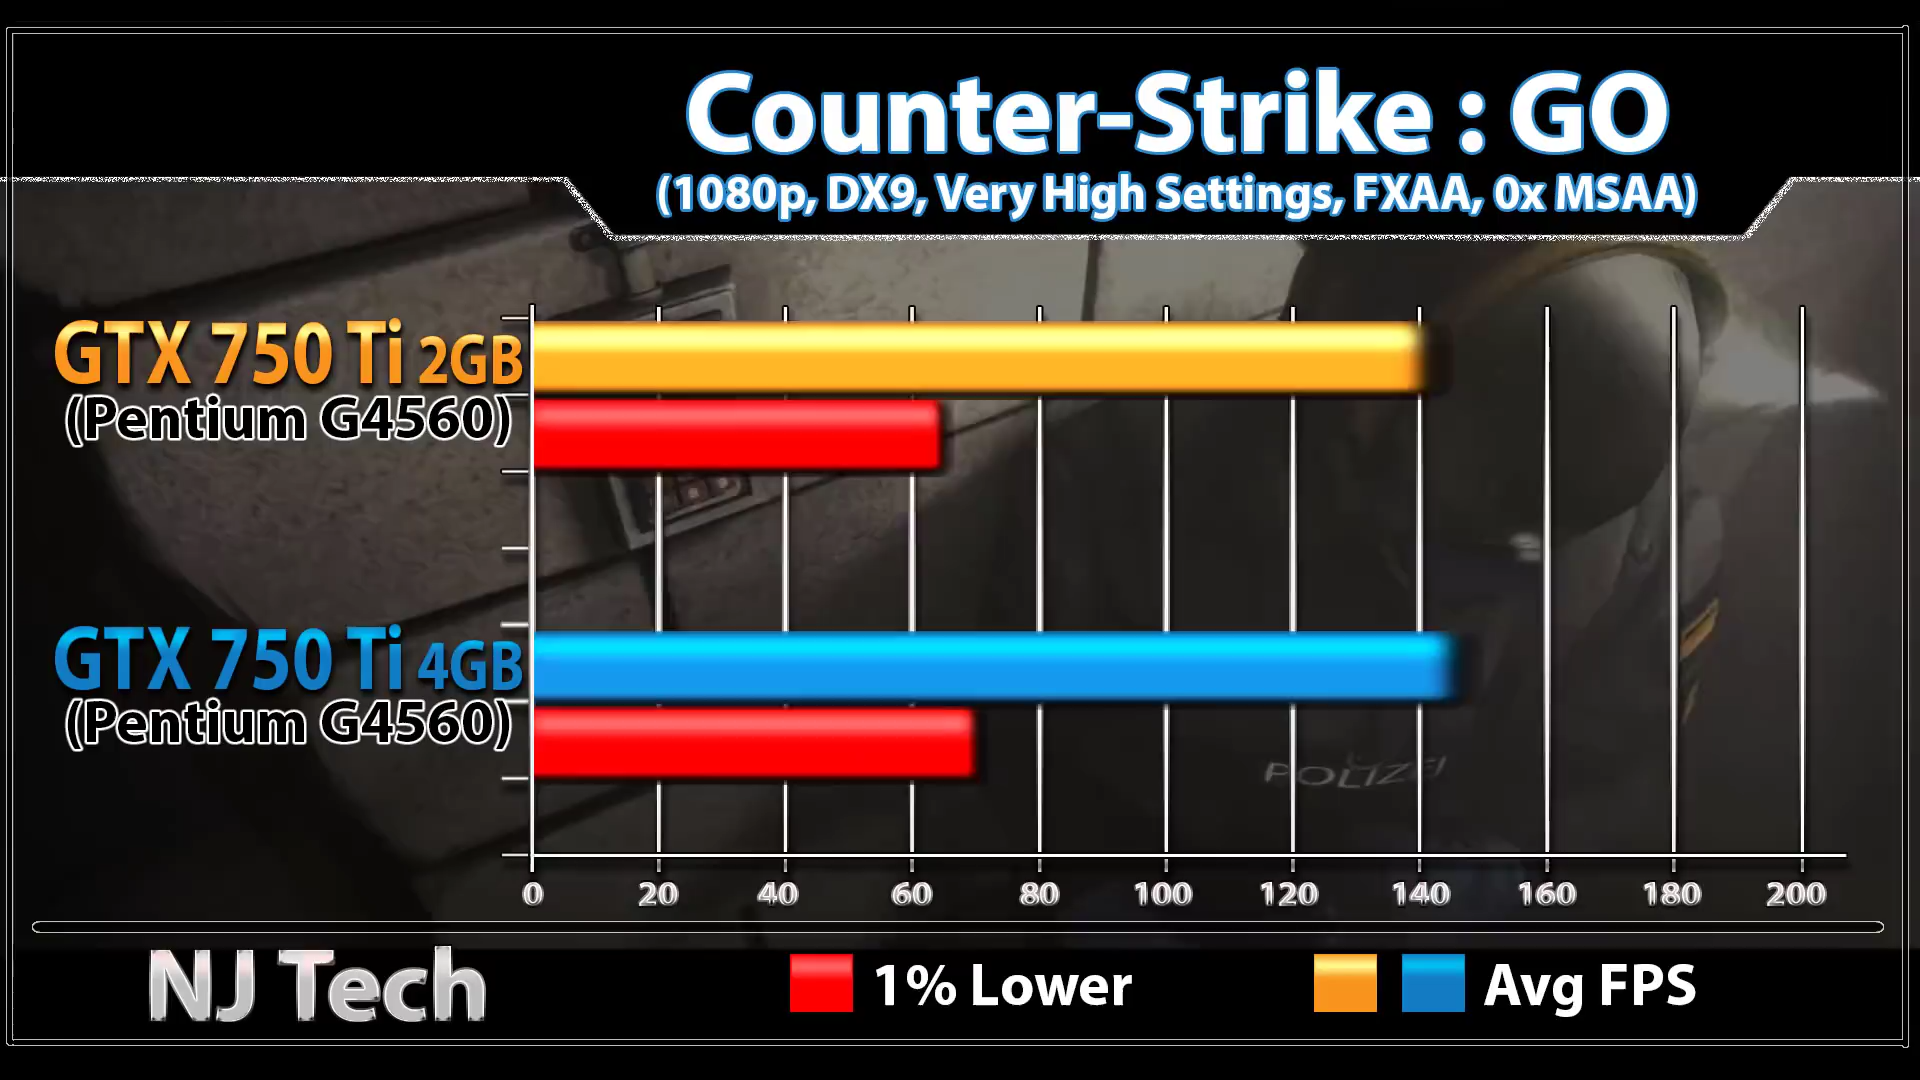 Counter-Strike : GO
(1080p, DX9, Very High Settings, FXAA, 0x MSAA)
GTX 750 Ti 2GB
(Pentium G4560)
GTX 750 Ti 4GB
(Pentium G4560)
POLIZEI
0 20 40 60 80 100 120 140 160 180 200
NJ Tech
1% Lower
Avg FPS